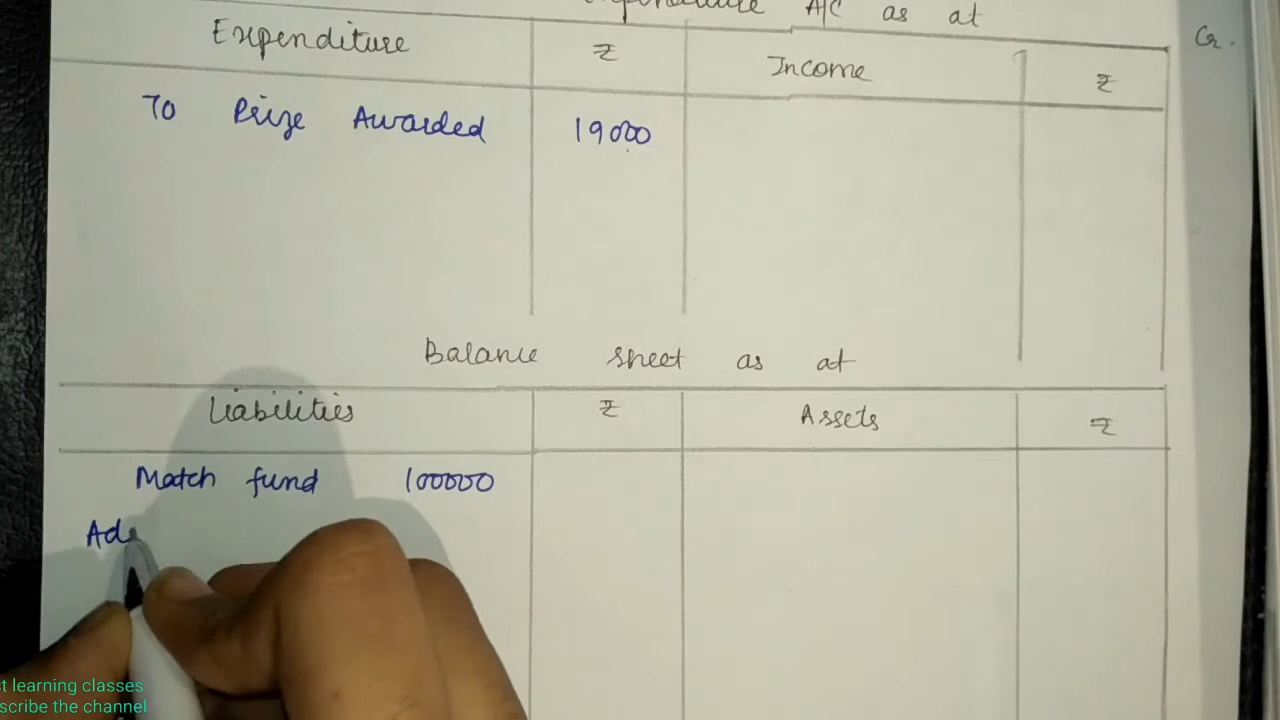 Expenditure A/C as at
Cr.
Expenditure ₹ Income ₹
To Prize Awarded 19000
Balance sheet as at
Liabilities ₹ Assets ₹
Match fund 100000
Ad
t learning classes
scribe the channel